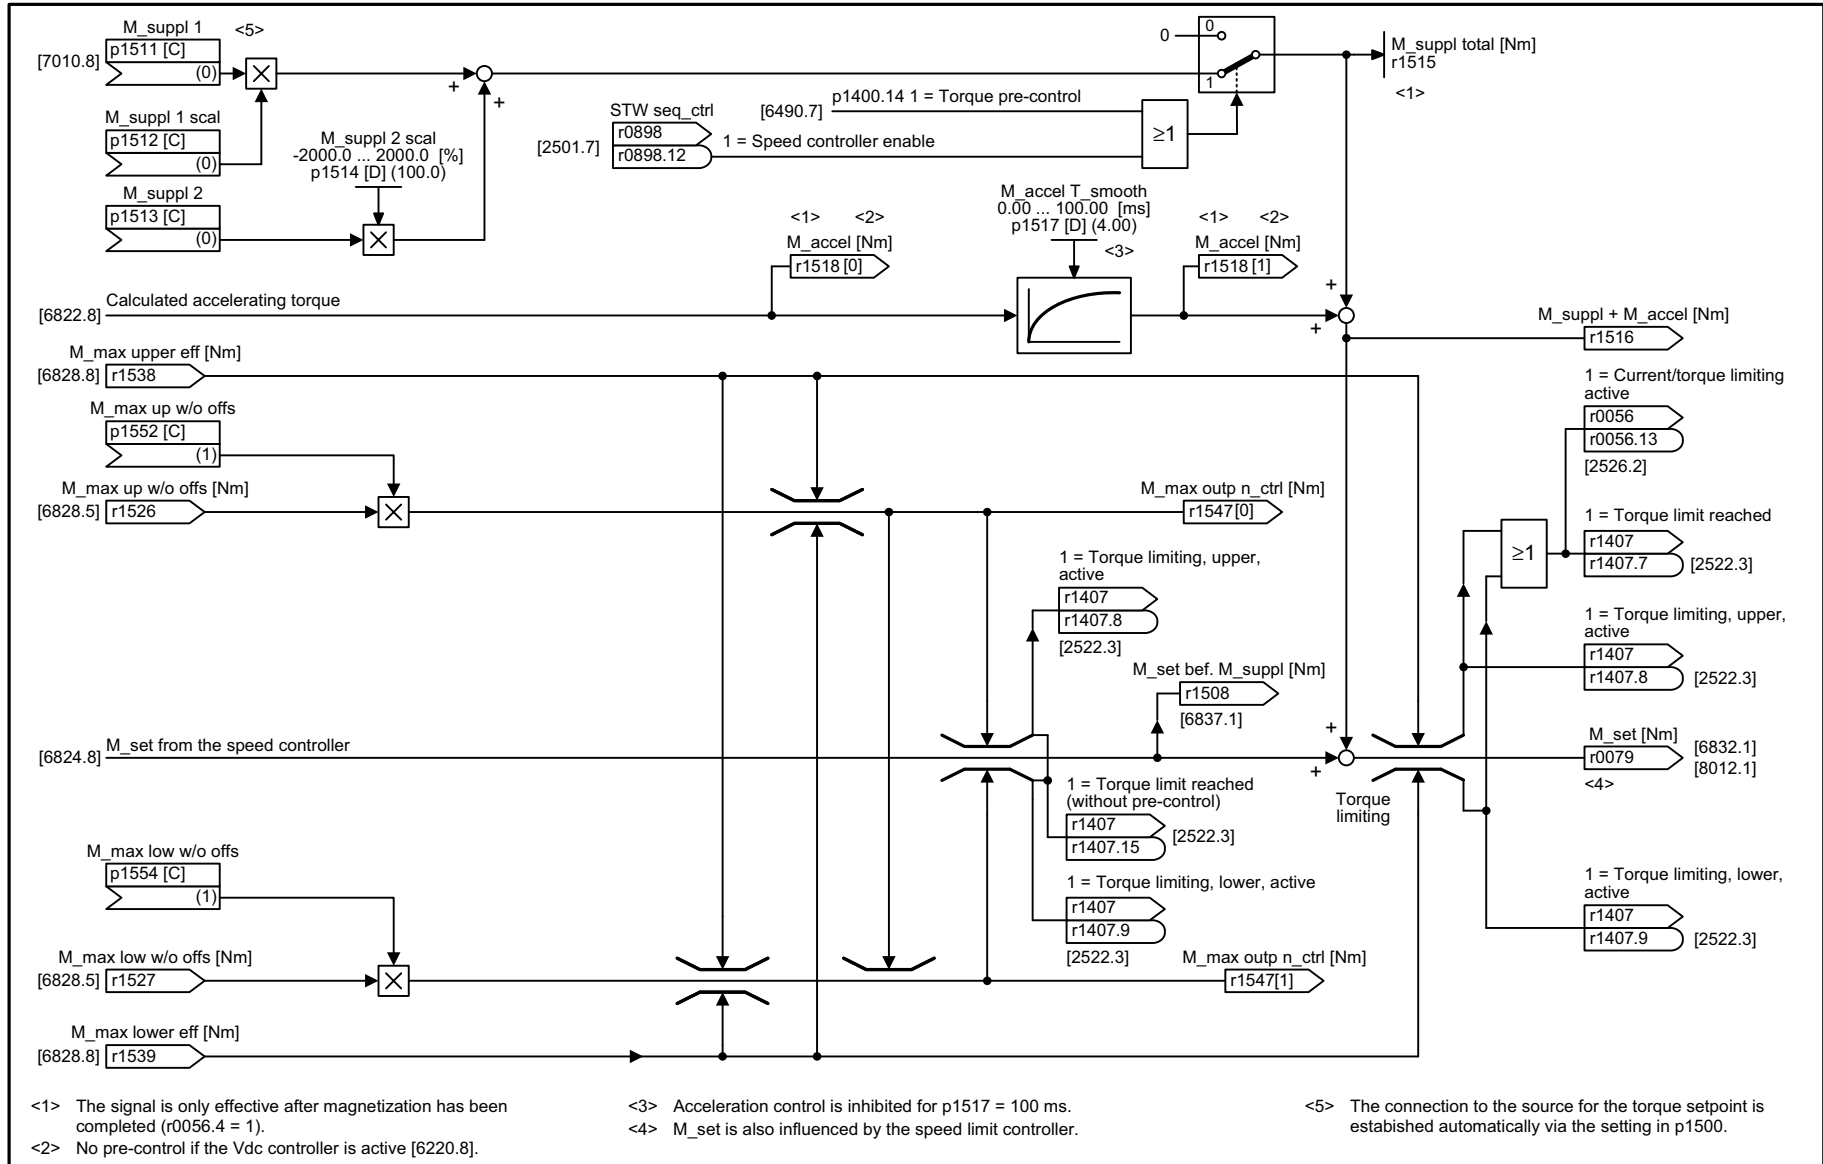 M_suppl 1
<5>
[7010.8]
p1511 [C]
(0)
M_suppl 1 scal
p1512 [C]
(0)
M_suppl 2 scal
-2000.0 ... 2000.0 [%]
p1514 [D] (100.0)
M_suppl 2
p1513 [C]
(0)
0
0
1
M_suppl total [Nm]
r1515
<1>
[6490.7]
p1400.14 1 = Torque pre-control
STW seq_ctrl
[2501.7]
r0898
r0898.12
1 = Speed controller enable
≥1
+
+
M_accel T_smooth
0.00 ... 100.00 [ms]
p1517 [D] (4.00)
<3>
<1> <2>
M_accel [Nm]
r1518 [0]
<1> <2>
M_accel [Nm]
r1518 [1]
[6822.8]
Calculated accelerating torque
+
+
M_suppl + M_accel [Nm]
r1516
M_max upper eff [Nm]
[6828.8]
r1538
M_max up w/o offs
p1552 [C]
(1)
M_max up w/o offs [Nm]
[6828.5]
r1526
M_max outp n_ctrl [Nm]
r1547[0]
1 = Current/torque limiting
active
r0056
r0056.13
[2526.2]
1 = Torque limit reached
r1407
r1407.7
[2522.3]
≥1
1 = Torque limiting, upper,
active
r1407
r1407.8
[2522.3]
1 = Torque limiting, upper,
active
r1407
r1407.8
[2522.3]
M_set bef. M_suppl [Nm]
r1508
[6837.1]
[6824.8]
M_set from the speed controller
+
+
Torque
limiting
M_set [Nm]
r0079
[6832.1]
[8012.1]
<4>
1 = Torque limit reached
(without pre-control)
r1407
r1407.15
[2522.3]
1 = Torque limiting, lower, active
r1407
r1407.9
[2522.3]
1 = Torque limiting, lower,
active
r1407
r1407.9
[2522.3]
M_max low w/o offs
p1554 [C]
(1)
M_max low w/o offs [Nm]
[6828.5]
r1527
M_max outp n_ctrl [Nm]
r1547[1]
M_max lower eff [Nm]
[6828.8]
r1539
<1> The signal is only effective after magnetization has been
completed (r0056.4 = 1).
<2> No pre-control if the Vdc controller is active [6220.8].
<3> Acceleration control is inhibited for p1517 = 100 ms.
<4> M_set is also influenced by the speed limit controller.
<5> The connection to the source for the torque setpoint is
estabished automatically via the setting in p1500.